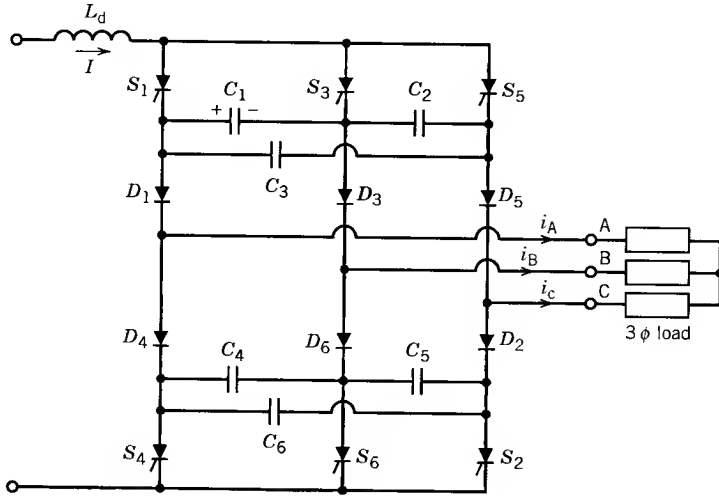 L_d
I
S_1
C_1
S_3
C_2
S_5
+ −
C_3
D_1
D_3
D_5
i_A
A
i_B
B
i_c
C
3 ϕ load
D_4
D_6
D_2
C_4
C_5
C_6
S_4
S_6
S_2